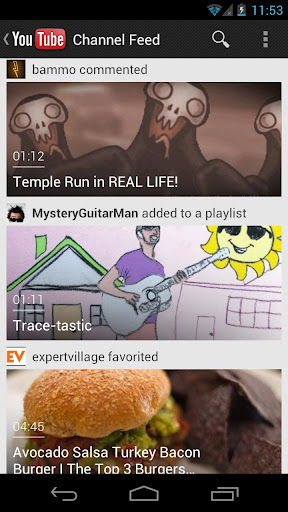 11:53
YouTube Channel Feed
bammo commented
01:12
Temple Run in REAL LIFE!
MysteryGuitarMan added to a playlist
01:11
Trace-tastic
EV expertvillage favorited
04:45
Avocado Salsa Turkey Bacon
Burger | The Top 3 Burgers...